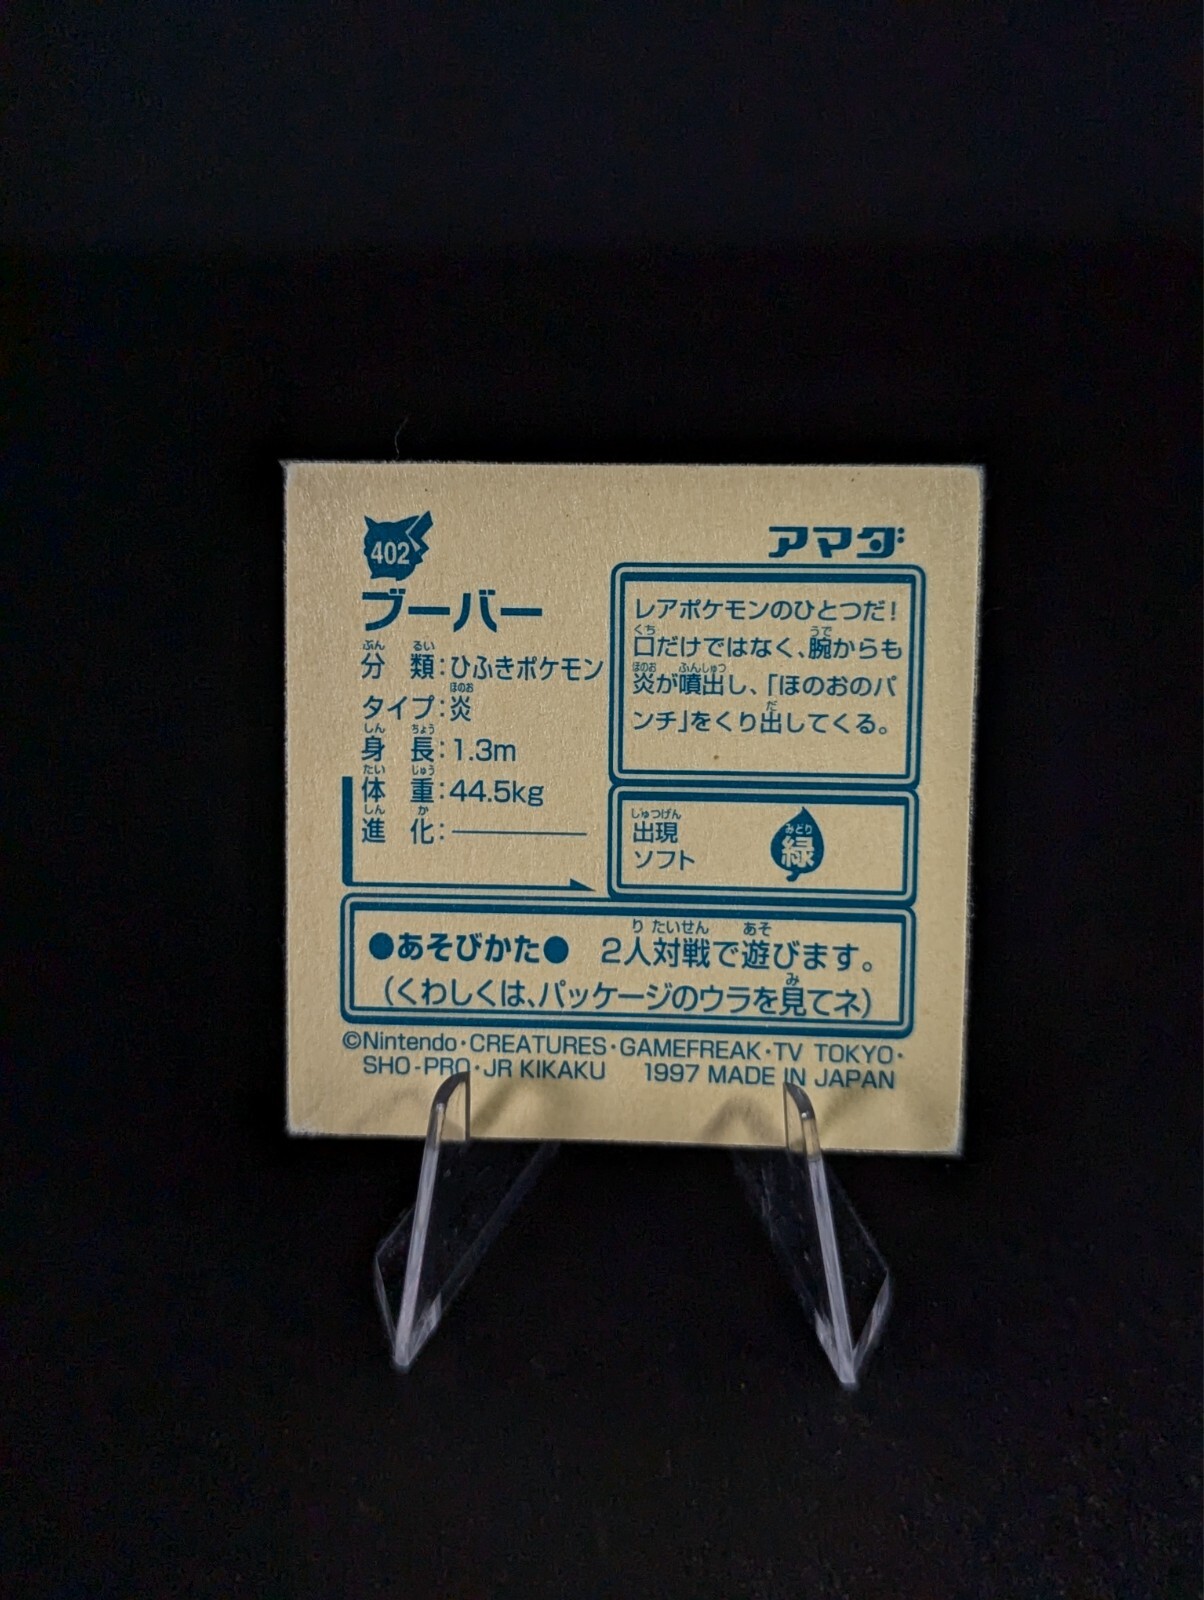 402
アマダ
ブーバー
分類:ひふきポケモン
タイプ:炎
身長:1.3m
体重:44.5kg
進化:
レアポケモンのひとつだ!
口だけではなく、腕からも
炎が噴出し、「ほのおのパ
ンチ」をくり出してくる。
出現
ソフト
緑
●あそびかた● 2人対戦で遊びます。
(くわしくは、パッケージのウラを見てネ)
©Nintendo・CREATURES・GAMEFREAK・TV TOKYO・
SHO-PRO・JR KIKAKU 1997 MADE IN JAPAN